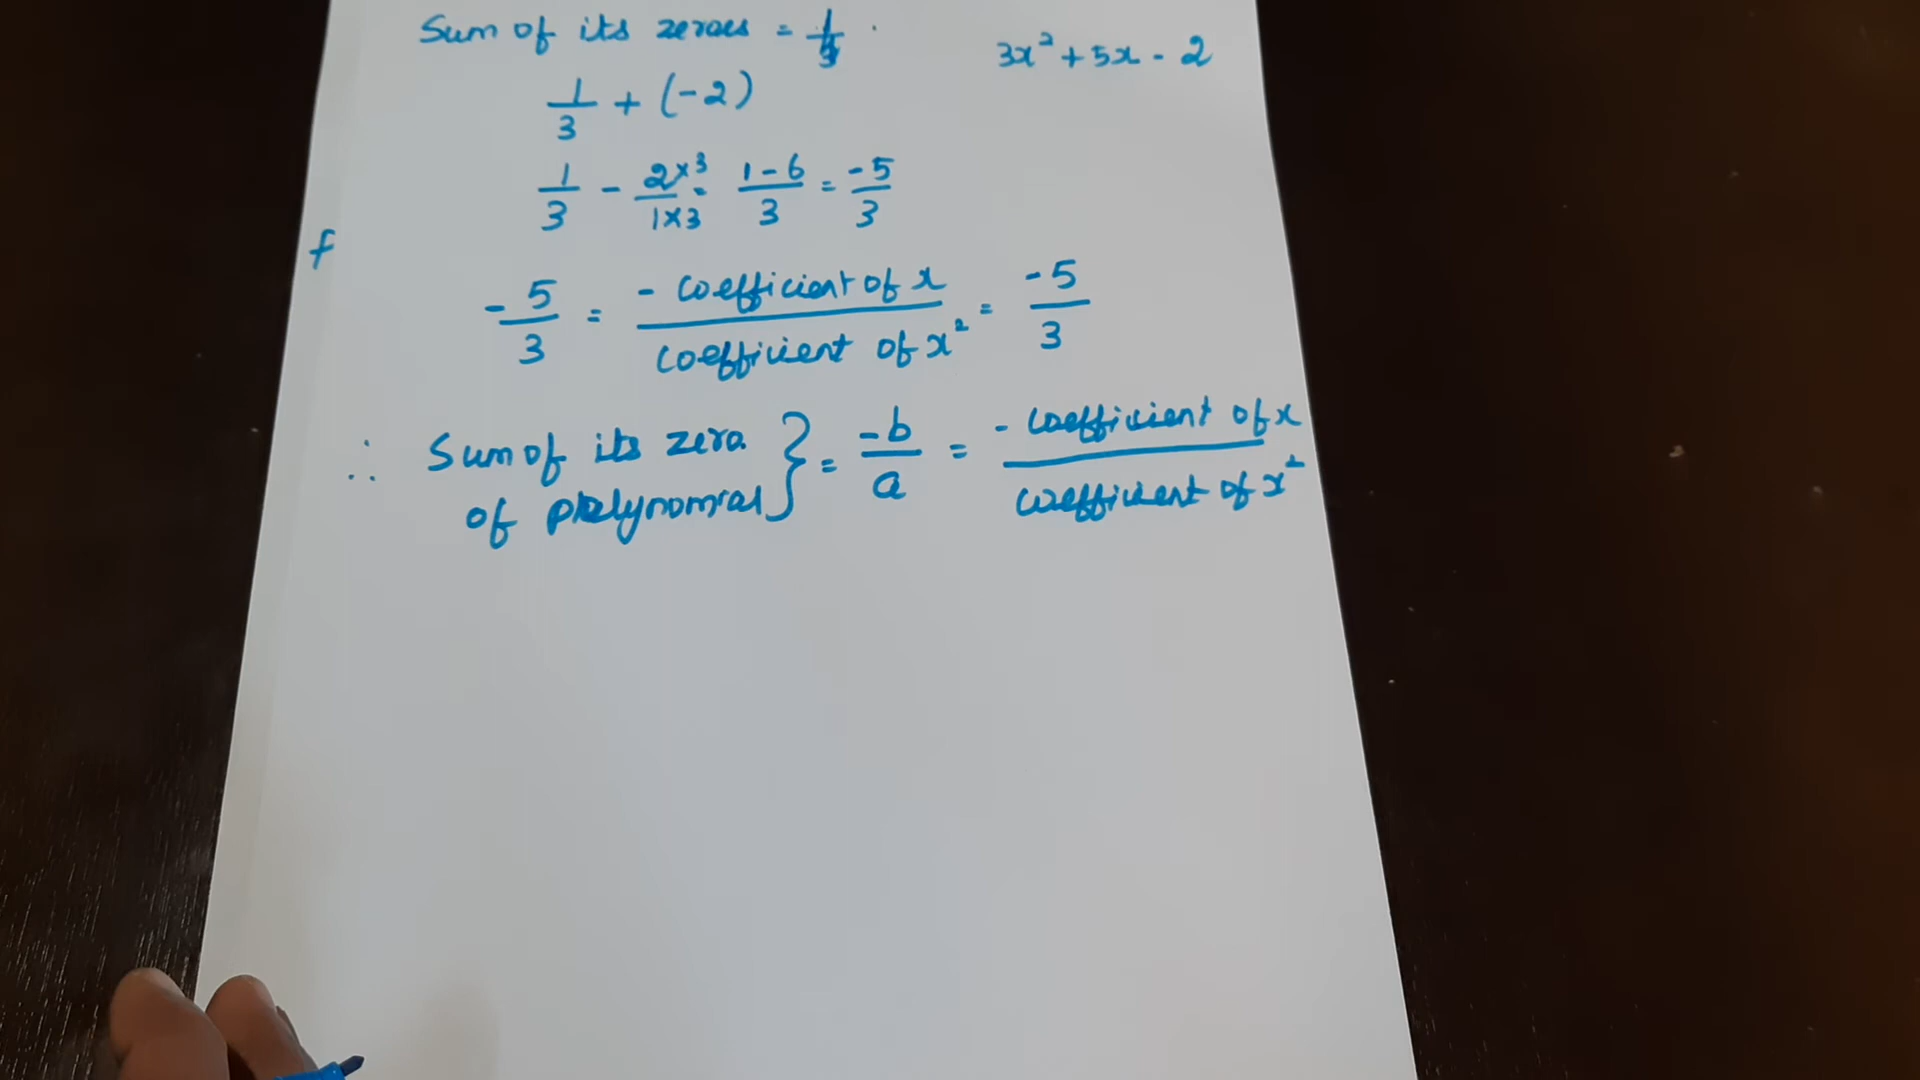 Sum of its zeroes = 1/3
3x² + 5x - 2
1/3 + (-2)
1/3 - 2×3/1×3 = 1-6/3 = -5/3
f
-5/3 = - coefficient of x / coefficient of x² = -5/3
∴ Sum of its zero } = -b/a = - coefficient of x / coefficient of x²
of polynomial